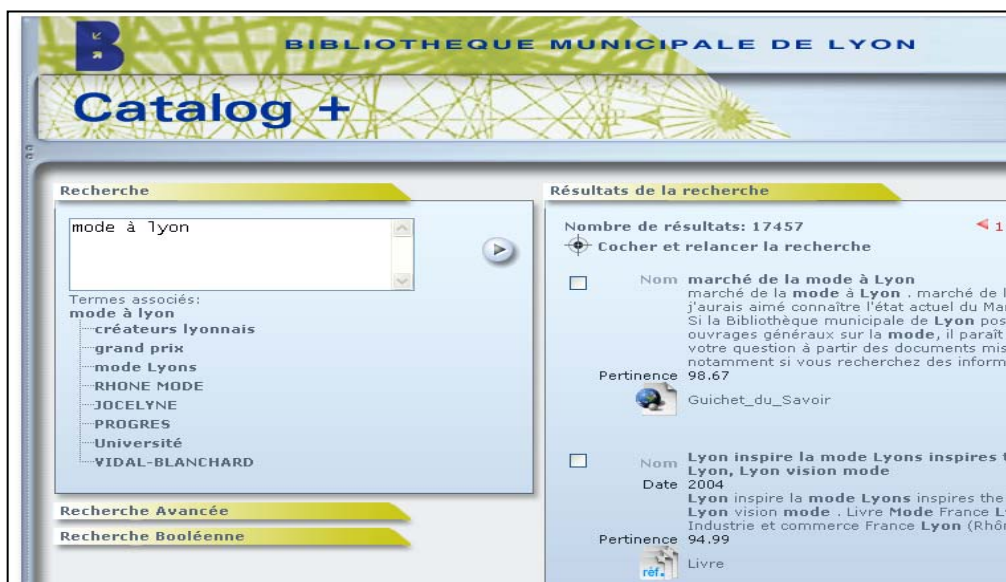 B
BIBLIOTHEQUE MUNICIPALE DE LYON
Catalog +
Recherche
mode à lyon
Termes associés:
mode à lyon
créateurs lyonnais
grand prix
mode Lyons
RHONE MODE
JOCELYNE
PROGRES
Université
VIDAL-BLANCHARD
Recherche Avancée
Recherche Booléenne
Résultats de la recherche
Nombre de résultats: 17457
1
Cocher et relancer la recherche
Nom marché de la mode à Lyon
marché de la mode à Lyon . marché de
j'aurais aimé connaître l'état actuel du
Si la Bibliothèque municipale de Lyon
ouvrages généraux sur la mode, il paraît
votre question à partir des documents
notamment si vous recherchez des
Pertinence 98.67
Guichet_du_Savoir
Nom Lyon inspire la mode Lyons inspires
Lyon, Lyon vision mode
Date 2004
Lyon inspire la mode Lyons inspires the
Lyon vision mode . Livre Mode France
Industrie et commerce France Lyon
Pertinence 94.99
réf. Livre